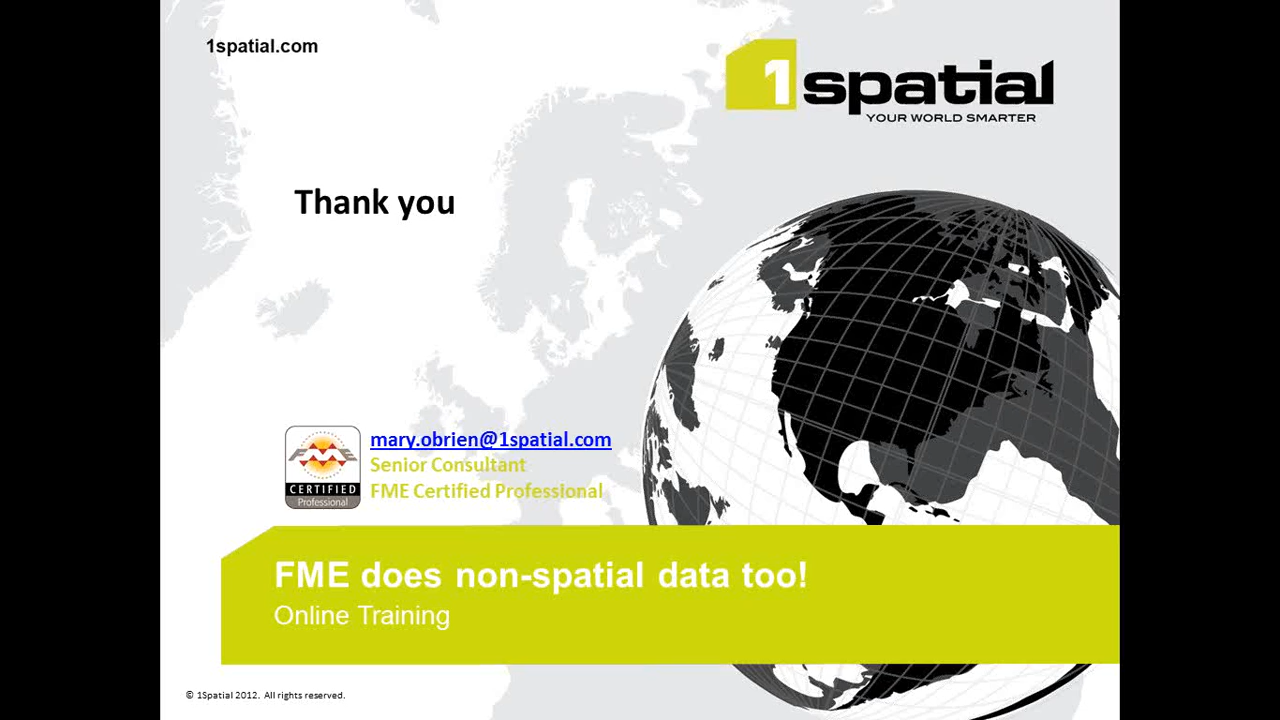 1spatial.com
1spatial
YOUR WORLD SMARTER
Thank you
FME
CERTIFIED
Professional
mary.obrien@1spatial.com
Senior Consultant
FME Certified Professional
FME does non-spatial data too!
Online Training
© 1Spatial 2012. All rights reserved.